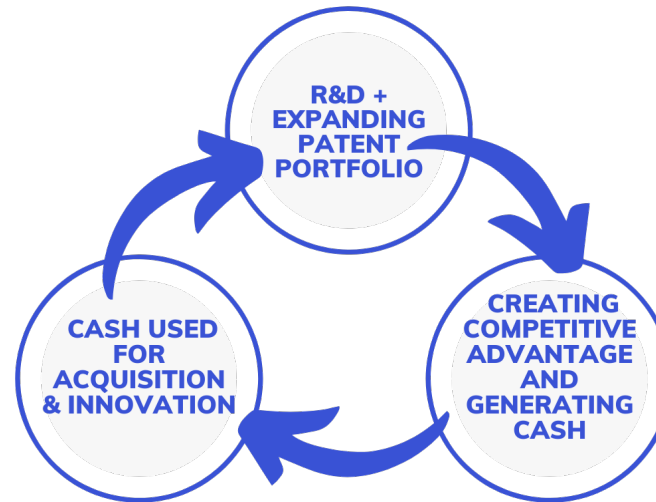 R&D +
EXPANDING
PATENT
PORTFOLIO
CREATING
COMPETITIVE
ADVANTAGE
AND
GENERATING
CASH
CASH USED
FOR
ACQUISITION
& INNOVATION